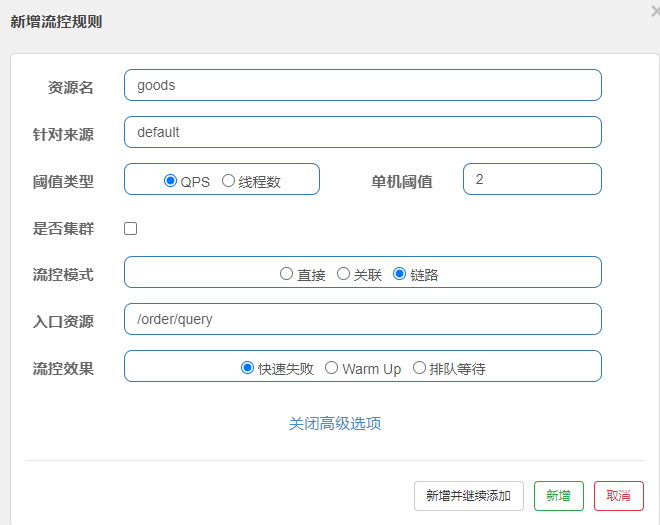 新增流控规则
资源名 goods
针对来源 default
阈值类型 QPS 线程数 单机阈值 2
是否集群
流控模式 直接 关联 链路
入口资源 /order/query
流控效果 快速失败 Warm Up 排队等待
关闭高级选项
新增并继续添加 新增 取消